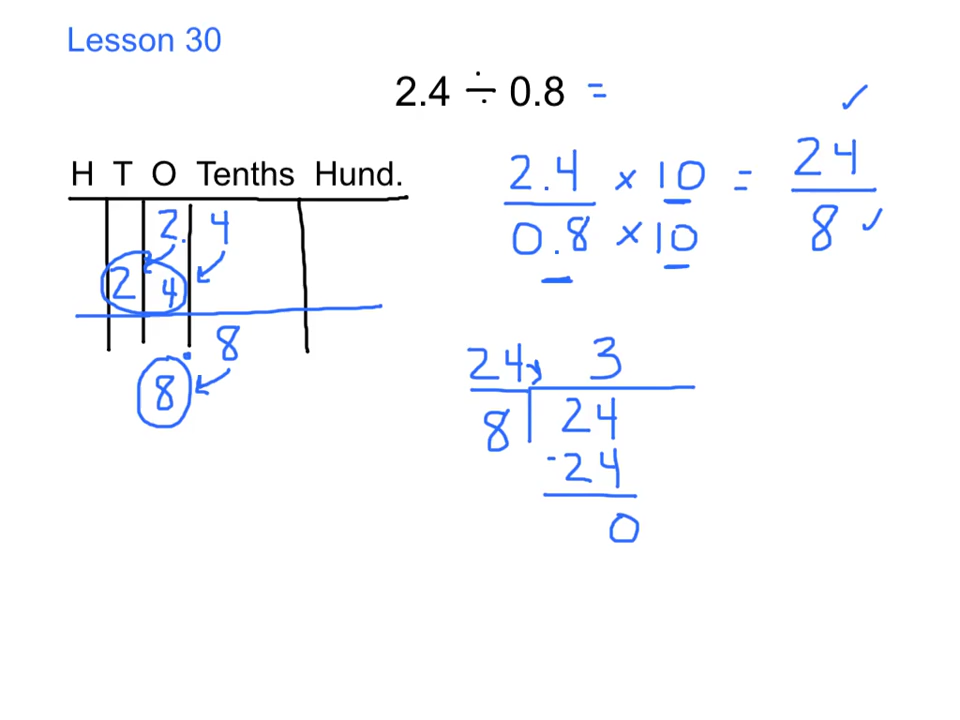 Lesson 30
2.4 ÷ 0.8 =
H T O Tenths Hund.
2. 4
2 4
. 8
8
2.4 × 10 = 24
0.8 × 10 8
24 3
8 24
-24
0